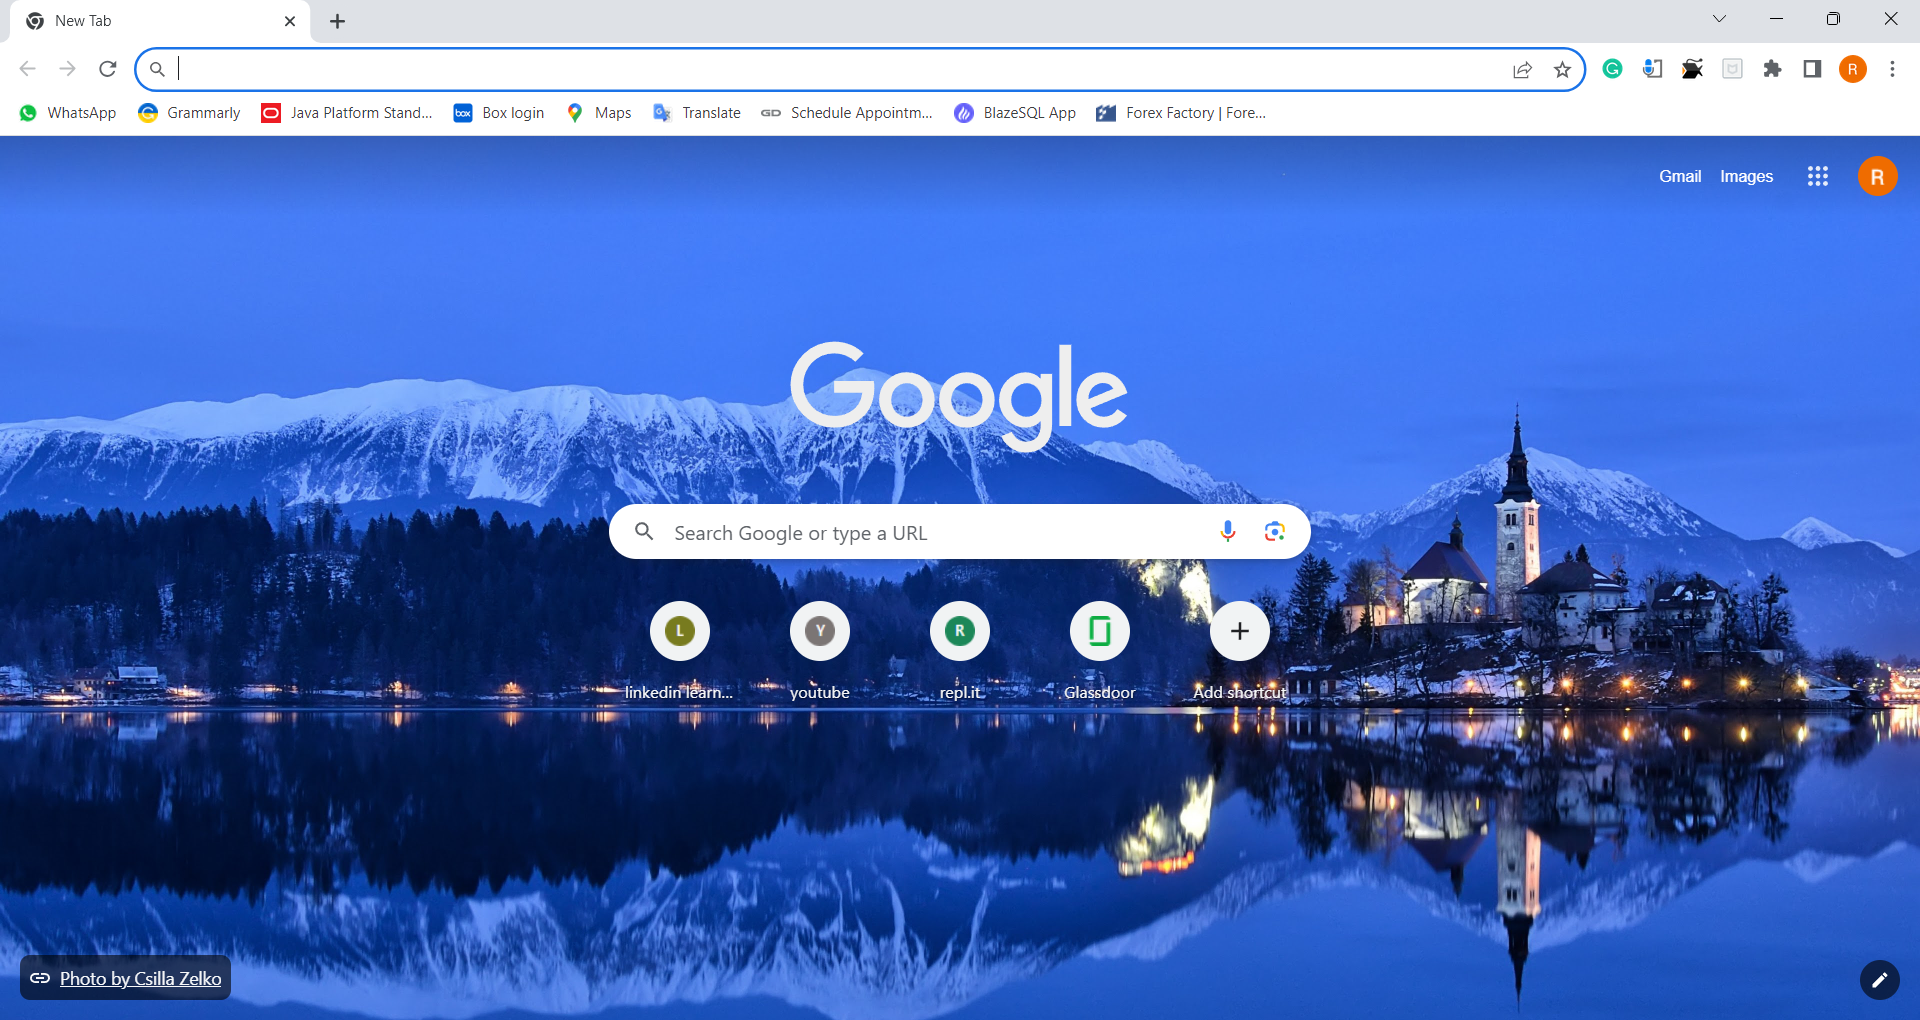 New Tab
WhatsApp
Grammarly
Java Platform Stand...
box
Box login
Maps
Translate
GD
Schedule Appointm...
BlazeSQL App
Forex Factory | Fore...
R
Gmail
Images
R
Google
Search Google or type a URL
L
Y
R
linkedin learn...
youtube
repl.it
Glassdoor
Add shortcut
Photo by Csilla Zelko